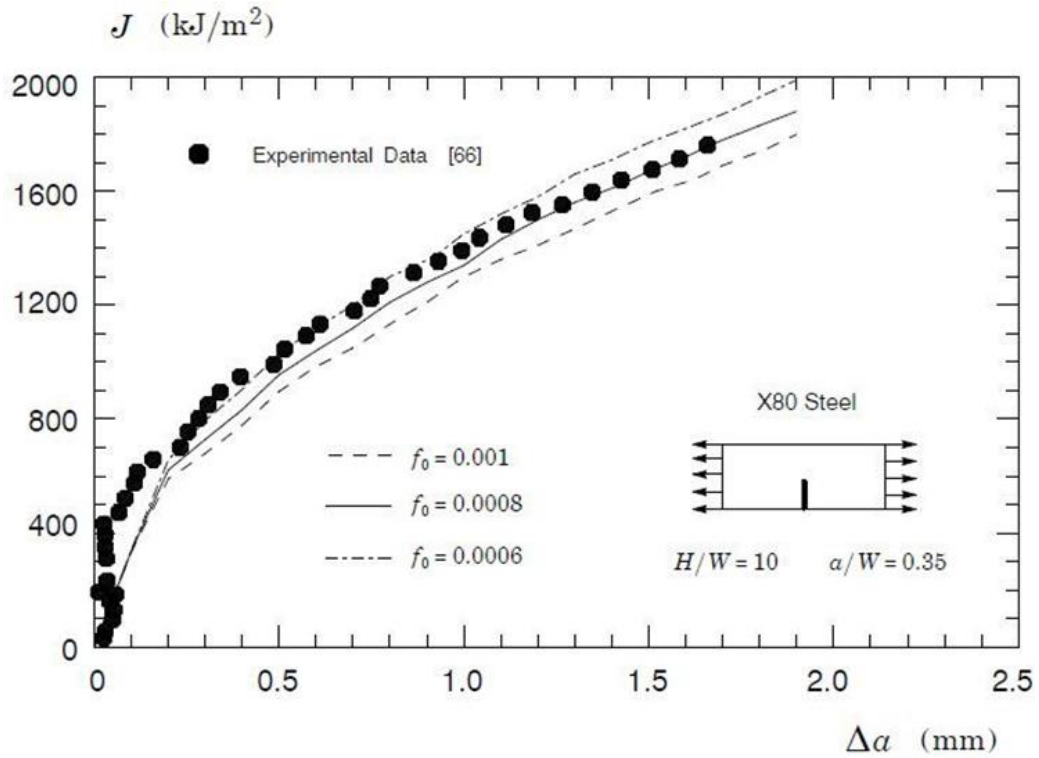 J (kJ/m²)
2000
1600
1200
800
400
0
Experimental Data [66]
f₀ = 0.001
f₀ = 0.0008
f₀ = 0.0006
X80 Steel
H/W = 10 a/W = 0.35
0 0.5 1.0 1.5 2.0 2.5
Δa (mm)